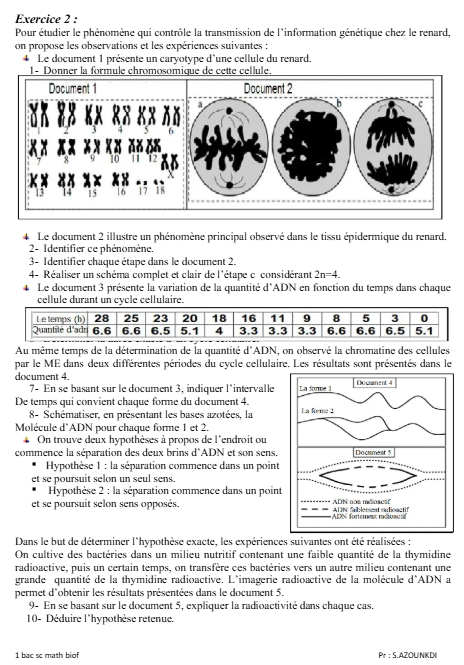 Exercice 2 :
Pour étudier le phénomène qui contrôle la transmission de l'information génétique chez le renard,
on propose les observations et les expériences suivantes :
Le document 1 présente un caryotype d'une cellule du renard.
1- Donner la formule chromosomique de cette cellule.
Document 1
Document 2
a b c
1 2 3 4 5 6
7 8 9 10 11 12 X
13 14 15 16 17 18
Le document 2 illustre un phénomène principal observé dans le tissu épidermique du renard.
2- Identifier ce phénomène.
3- Identifier chaque étape dans le document 2.
4- Réaliser un schéma complet et clair de l'étape c considérant 2n=4.
Le document 3 présente la variation de la quantité d'ADN en fonction du temps dans chaque
cellule durant un cycle cellulaire.
Le temps (h) 28 25 23 20 18 16 11 9 8 5 3 0
Quantité d'adn 6.6 6.6 6.5 5.1 4 3.3 3.3 3.3 6.6 6.6 6.5 5.1
Au même temps de la détermination de la quantité d'ADN, on observé la chromatine des cellules
par le ME dans deux différentes périodes du cycle cellulaire. Les résultats sont présentés dans le
document 4.
7- En se basant sur le document 3, indiquer l'intervalle
De temps qui convient chaque forme du document 4.
8- Schématiser, en présentant les bases azotées, la
Molécule d'ADN pour chaque forme 1 et 2.
On trouve deux hypothèses à propos de l'endroit ou
commence la séparation des deux brins d'ADN et son sens.
▪ Hypothèse 1 : la séparation commence dans un point
et se poursuit selon un seul sens.
▪ Hypothèse 2 : la séparation commence dans un point
et se poursuit selon sens opposés.
Document 4
La forme 1
La forme 2
Document 5
ADN non radioactif
ADN faiblement radioactif
ADN fortement radioactif
Dans le but de déterminer l'hypothèse exacte, les expériences suivantes ont été réalisées :
On cultive des bactéries dans un milieu nutritif contenant une faible quantité de la thymidine
radioactive, puis un certain temps, on transfère ces bactéries vers un autre milieu contenant une
grande quantité de la thymidine radioactive. L'imagerie radioactive de la molécule d'ADN a
permet d'obtenir les résultats présentées dans le document 5.
9- En se basant sur le document 5, expliquer la radioactivité dans chaque cas.
10- Déduire l'hypothèse retenue.
1 bac sc math biof
Pr : S.AZOUNKDI